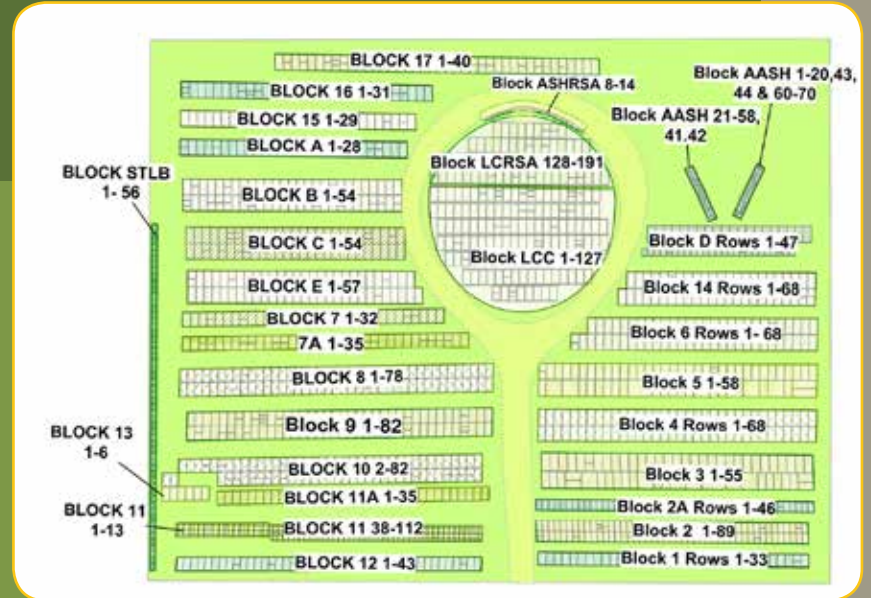 BLOCK 17 1-40
BLOCK 16 1-31
BLOCK 15 1-29
BLOCK A 1-28
BLOCK STLB
1- 56
BLOCK B 1-54
BLOCK C 1-54
BLOCK E 1-57
BLOCK 7 1-32
7A 1-35
BLOCK 8 1-78
Block 9 1-82
BLOCK 13
1-6
BLOCK 10 2-82
BLOCK 11A 1-35
BLOCK 11
1-13
BLOCK 11 38-112
BLOCK 12 1-43
Block ASHRSA 8-14
Block LCRSA 128-191
Block LCC 1-127
Block AASH 1-20,43,
44 & 60-70
Block AASH 21-58,
41.42
Block D Rows 1-47
Block 14 Rows 1-68
Block 6 Rows 1- 68
Block 5 1-58
Block 4 Rows 1-68
Block 3 1-55
Block 2A Rows 1-46
Block 2 1-89
Block 1 Rows 1-33